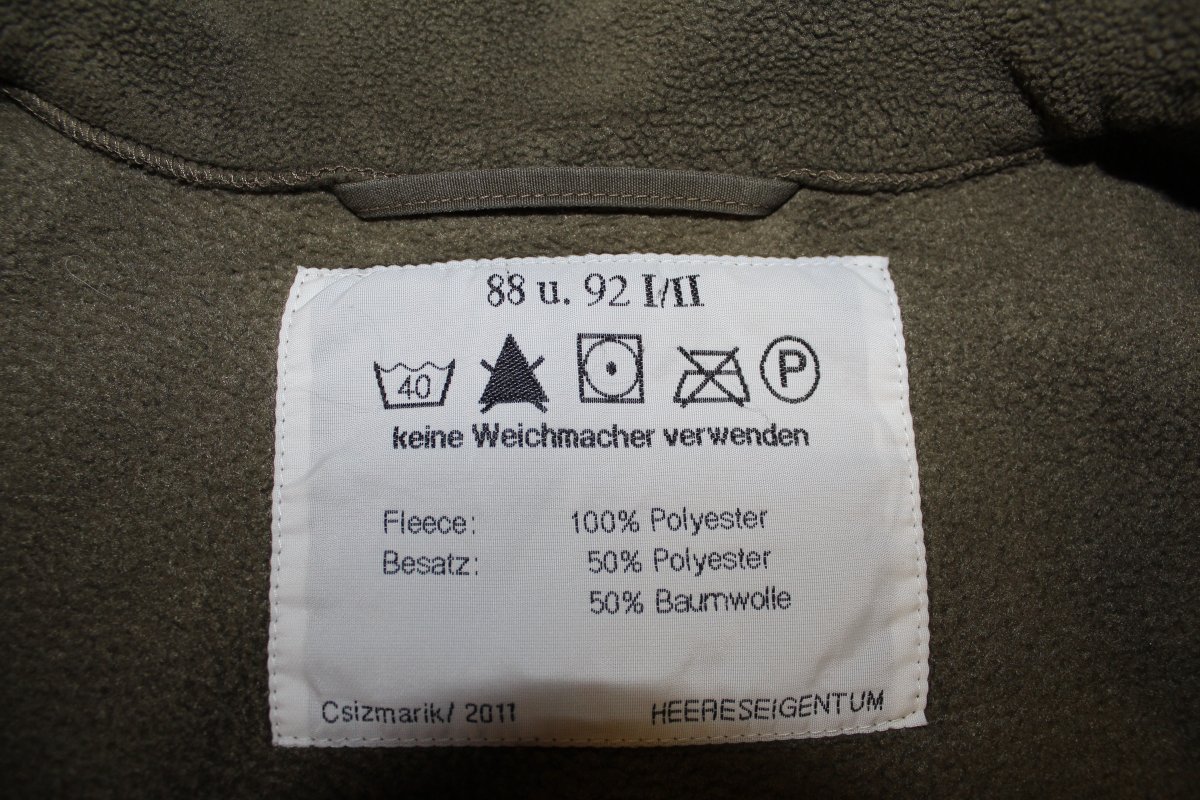 88 u. 92 I/II
40 P
keine Weichmacher verwenden
Fleece: 100% Polyester
Besatz: 50% Polyester
50% Baumwolle
Csizmarik/ 2011 HEERESEIGENTUM